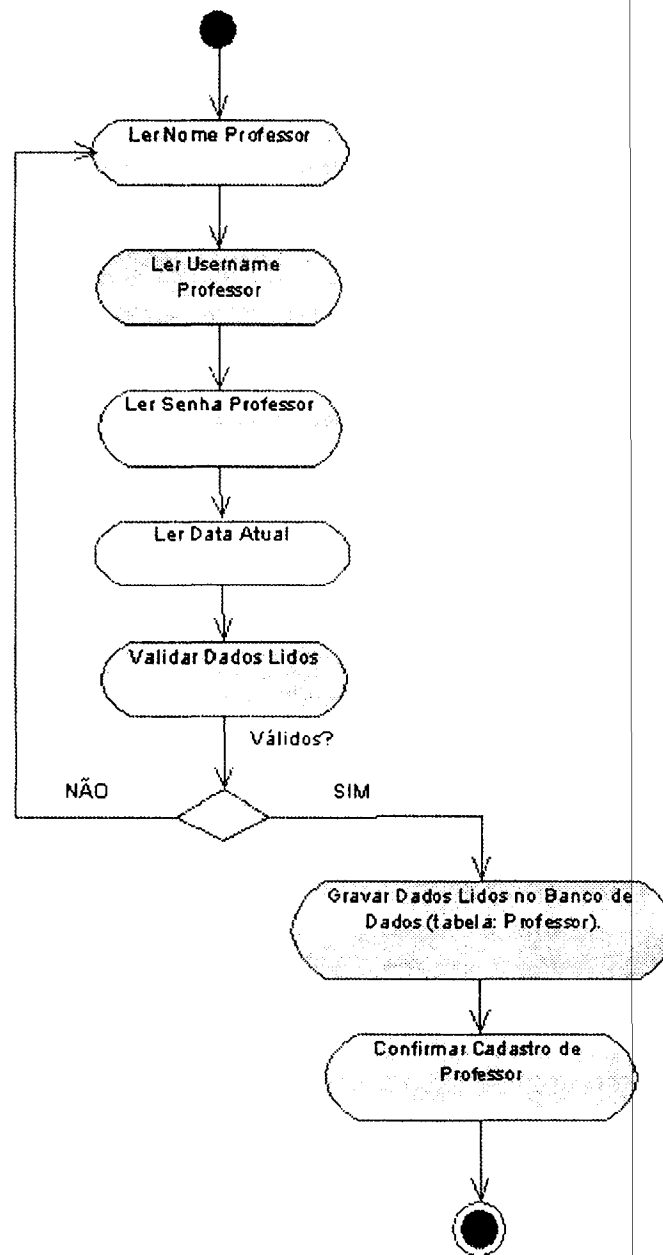 Ler Nome Professor
Ler Username
Professor
Ler Senha Professor
Ler Data Atual
Validar Dados Lidos
Válidos?
NÃO
SIM
Gravar Dados Lidos no Banco de
Dados (tabela: Professor).
Confirmar Cadastro de
Professor